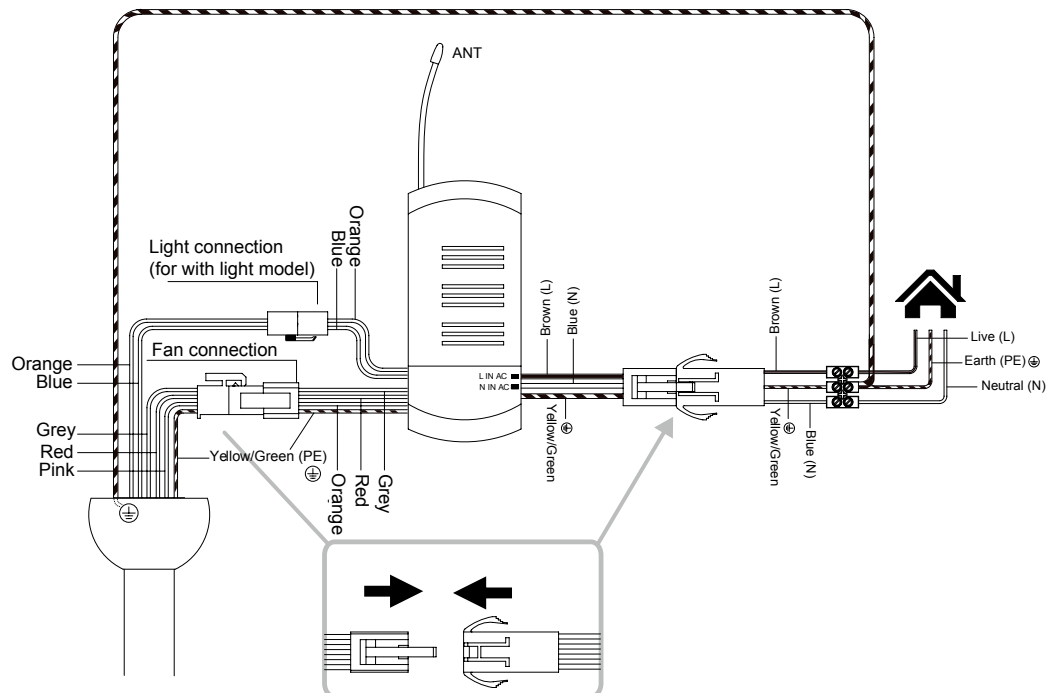 ANT
Light connection
(for with light model)
Orange
Blue
Fan connection
Orange
Blue
Grey
Red
Pink
Yellow/Green (PE)
Orange
Red
Grey
L IN AC
N IN AC
Brown (L)
Blue (N)
Yellow/Green
Brown (L)
Yellow/Green
Blue (N)
Live (L)
Earth (PE)
Neutral (N)